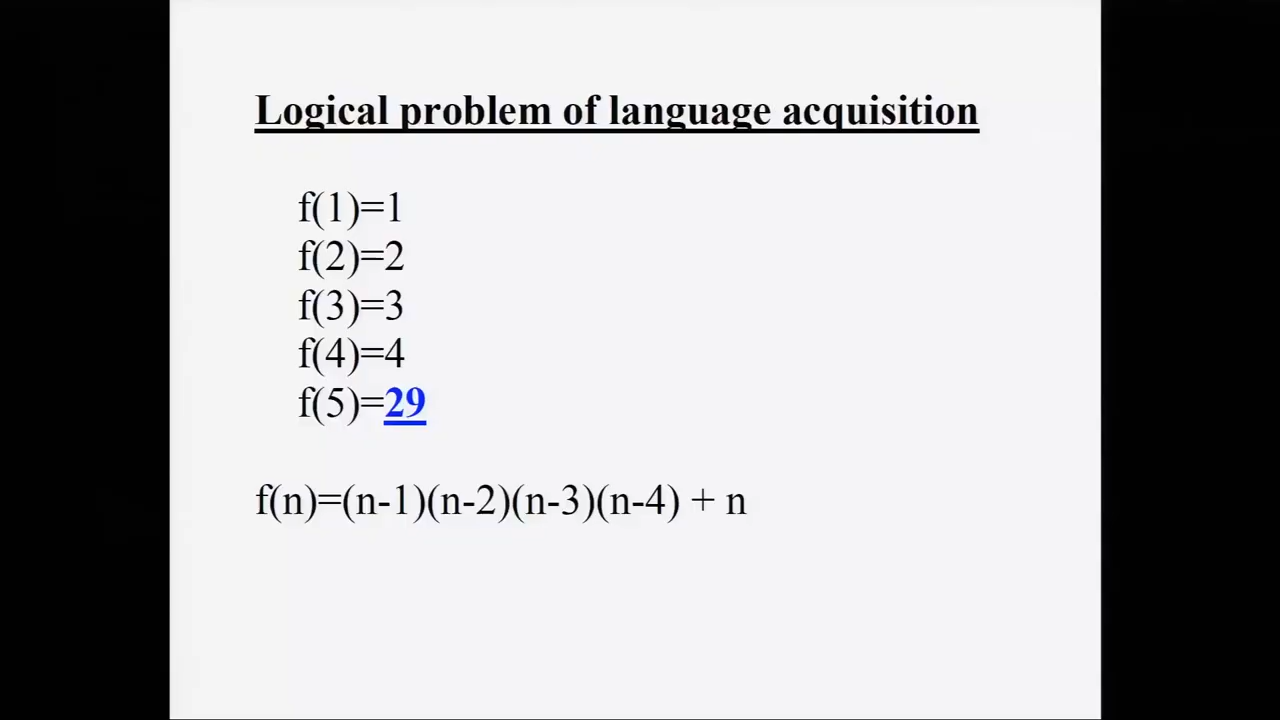 Logical problem of language acquisition
f(1)=1
f(2)=2
f(3)=3
f(4)=4
f(5)=29
f(n)=(n-1)(n-2)(n-3)(n-4) + n